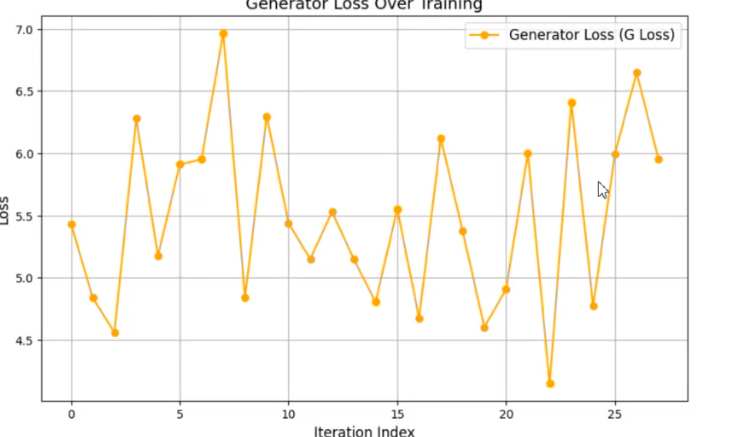 Generator Loss Over Training
7.0
6.5
6.0
5.5
5.0
4.5
Loss
Generator Loss (G Loss)
0 5 10 15 20 25
Iteration Index